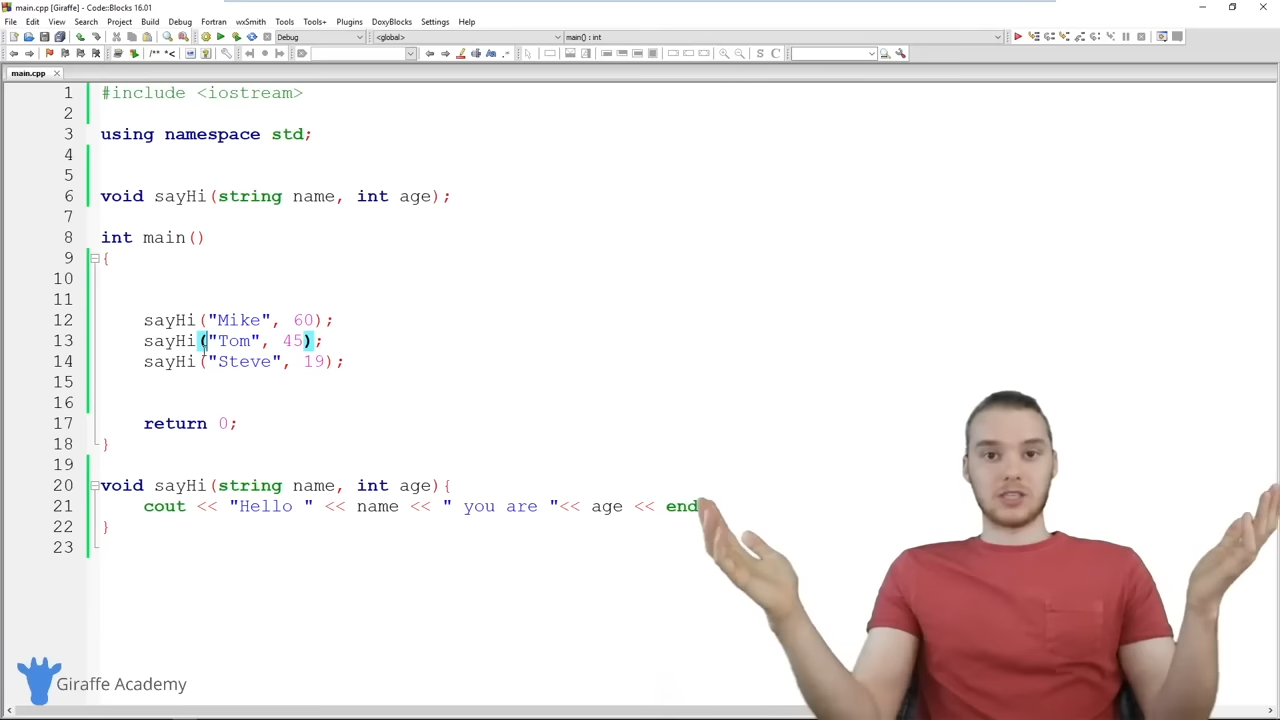 main.cpp [Giraffe] - Code::Blocks 16.01
File Edit View Search Project Build Debug Fortran wxSmith Tools Tools+ Plugins DoxyBlocks Settings Help
Debug <global> main() : int
main.cpp
1 #include <iostream>
2
3 using namespace std;
4
5
6 void sayHi(string name, int age);
7
8 int main()
9 {
10
11
12 sayHi("Mike", 60);
13 sayHi("Tom", 45);
14 sayHi("Steve", 19);
15
16
17 return 0;
18 }
19
20 void sayHi(string name, int age){
21 cout << "Hello " << name << " you are "<< age << end
22 }
23
Giraffe Academy